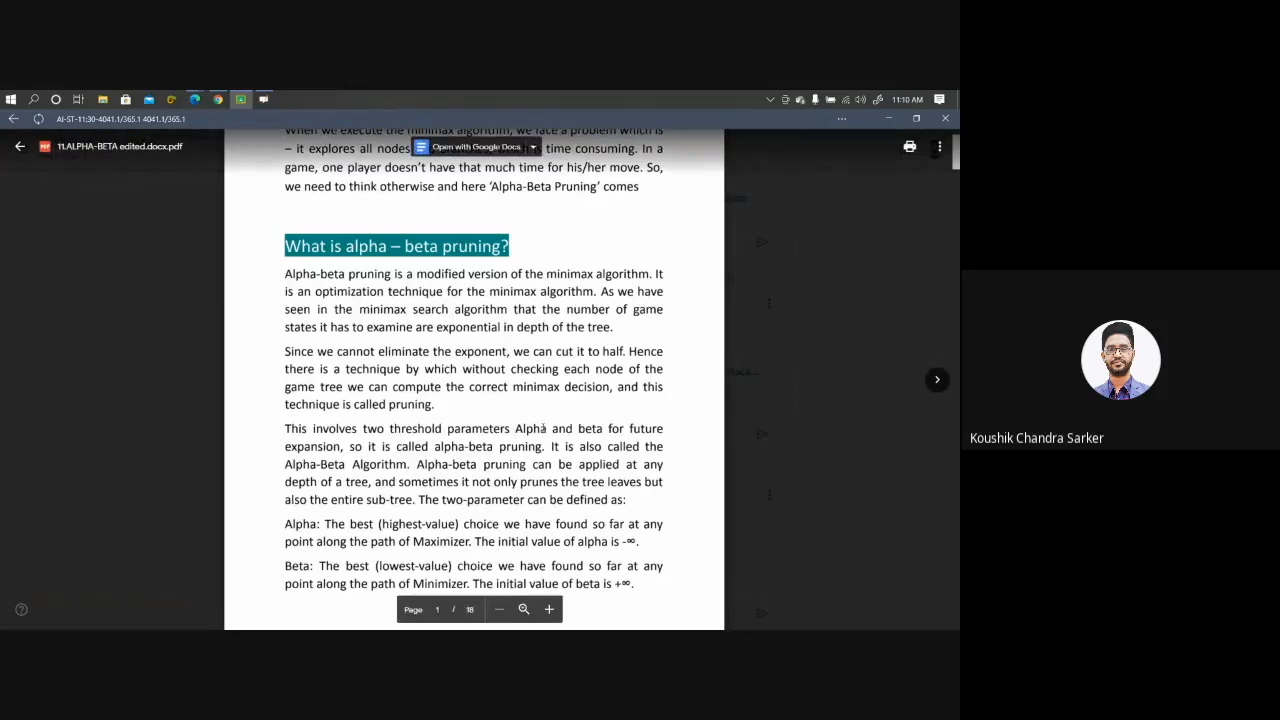 11:10 AM
AI-ST-11:30-4041.1/365.1 4041.1/365.1
11.ALPHA-BETA edited.docx.pdf
Open with Google Docs
When we execute the minimax algorithm, we face a problem which is
– it explores all nodes is time consuming. In a
game, one player doesn't have that much time for his/her move. So,
we need to think otherwise and here ‘Alpha-Beta Pruning’ comes
What is alpha – beta pruning?
Alpha-beta pruning is a modified version of the minimax algorithm. It
is an optimization technique for the minimax algorithm. As we have
seen in the minimax search algorithm that the number of game
states it has to examine are exponential in depth of the tree.
Since we cannot eliminate the exponent, we can cut it to half. Hence
there is a technique by which without checking each node of the
game tree we can compute the correct minimax decision, and this
technique is called pruning.
This involves two threshold parameters Alpha and beta for future
expansion, so it is called alpha-beta pruning. It is also called the
Alpha-Beta Algorithm. Alpha-beta pruning can be applied at any
depth of a tree, and sometimes it not only prunes the tree leaves but
also the entire sub-tree. The two-parameter can be defined as:
Alpha: The best (highest-value) choice we have found so far at any
point along the path of Maximizer. The initial value of alpha is -∞.
Beta: The best (lowest-value) choice we have found so far at any
point along the path of Minimizer. The initial value of beta is +∞.
Page 1 / 18
Koushik Chandra Sarker